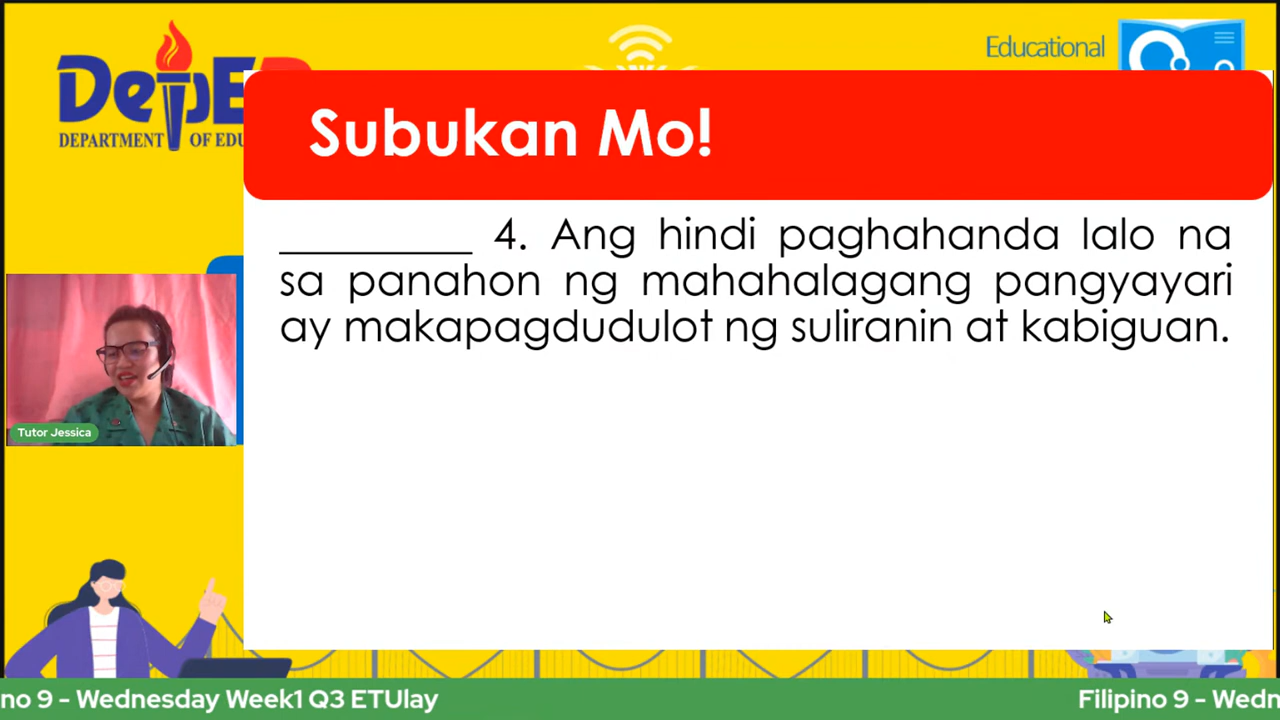 DepE
DEPARTMENT OF EDU
Educational
Subukan Mo!
__________ 4. Ang hindi paghahanda lalo na
sa panahon ng mahahalagang pangyayari
ay makapagdudulot ng suliranin at kabiguan.
Tutor Jessica
no 9 - Wednesday Week1 Q3 ETUlay
Filipino 9 - Wedn